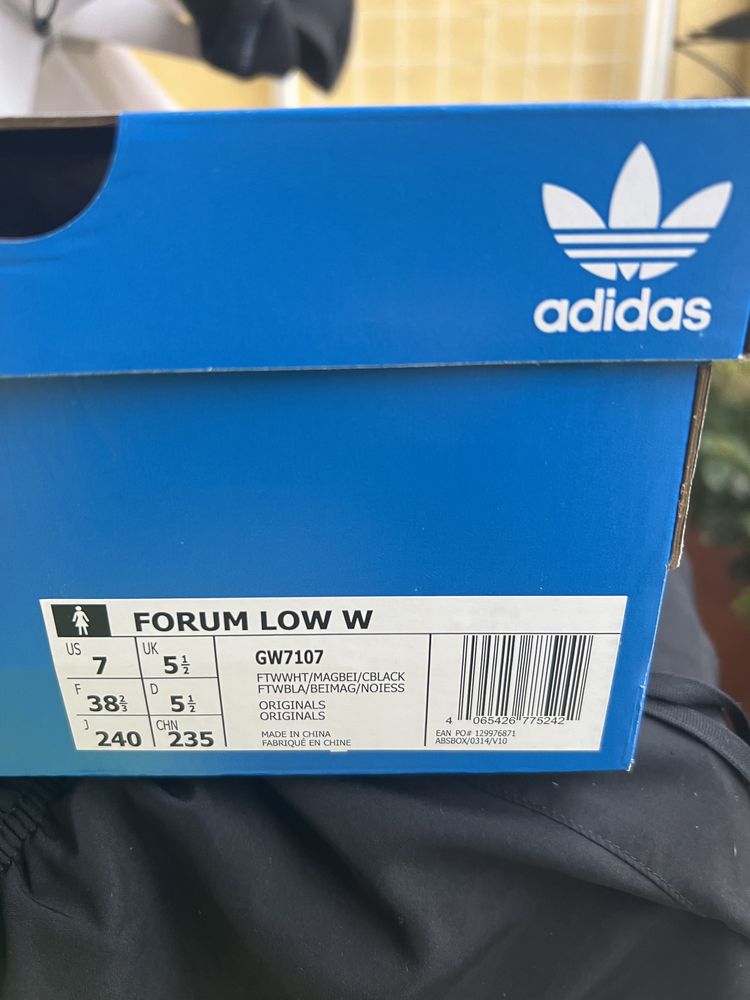 adidas
FORUM LOW W
US 7 UK 5½
F 38⅔ D 5½
J 240 CHN 235
GW7107
FTWWHT/MAGBEI/CBLACK
FTWBLA/BEIMAG/NOIESS
ORIGINALS
ORIGINALS
MADE IN CHINA
FABRIQUÉ EN CHINE
4 065426 775242
EAN PO# 129976871
ABSBOX/0314/V10